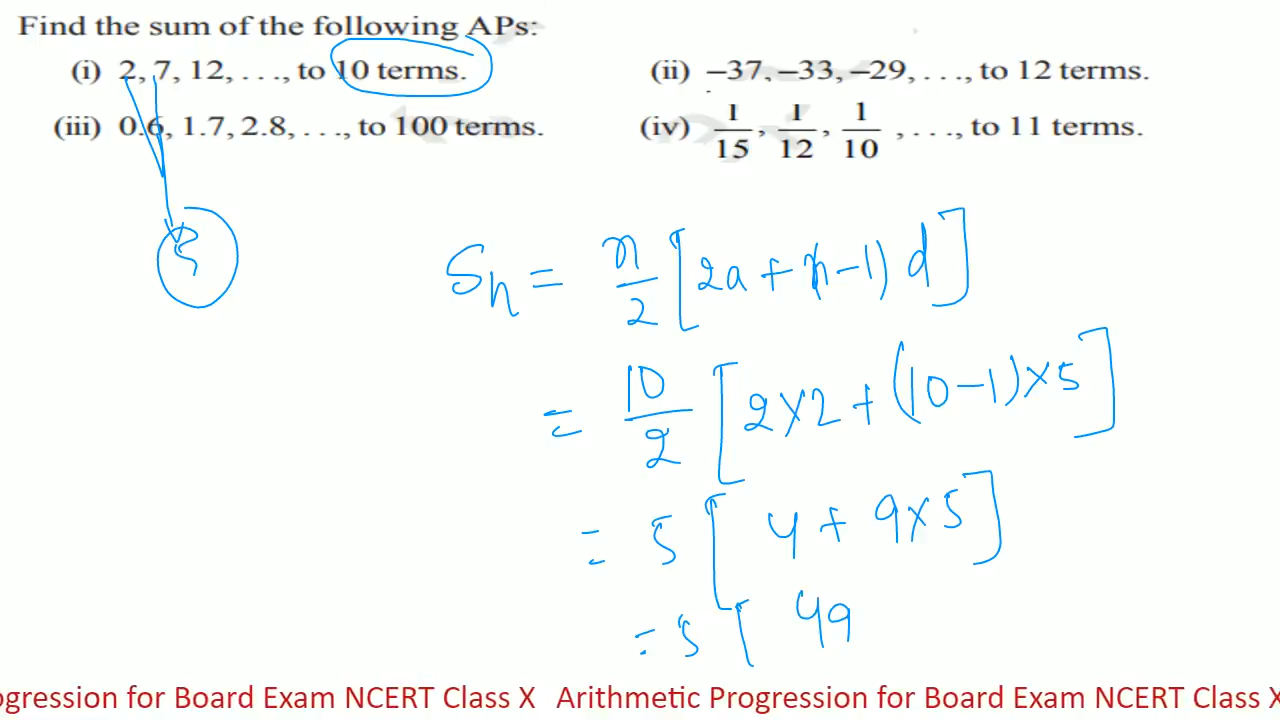 Find the sum of the following APs:
(i) 2, 7, 12, . . ., to 10 terms. (ii) –37, –33, –29, . . ., to 12 terms.
(iii) 0.6, 1.7, 2.8, . . ., to 100 terms. (iv) 1/15, 1/12, 1/10, . . ., to 11 terms.
5
Sn = n/2 [2a + (n-1) d]
= 10/2 [2×2 + (10-1)×5]
= 5 [4 + 9×5]
= 5 [ 49
ogression for Board Exam NCERT Class X Arithmetic Progression for Board Exam NCERT Class X